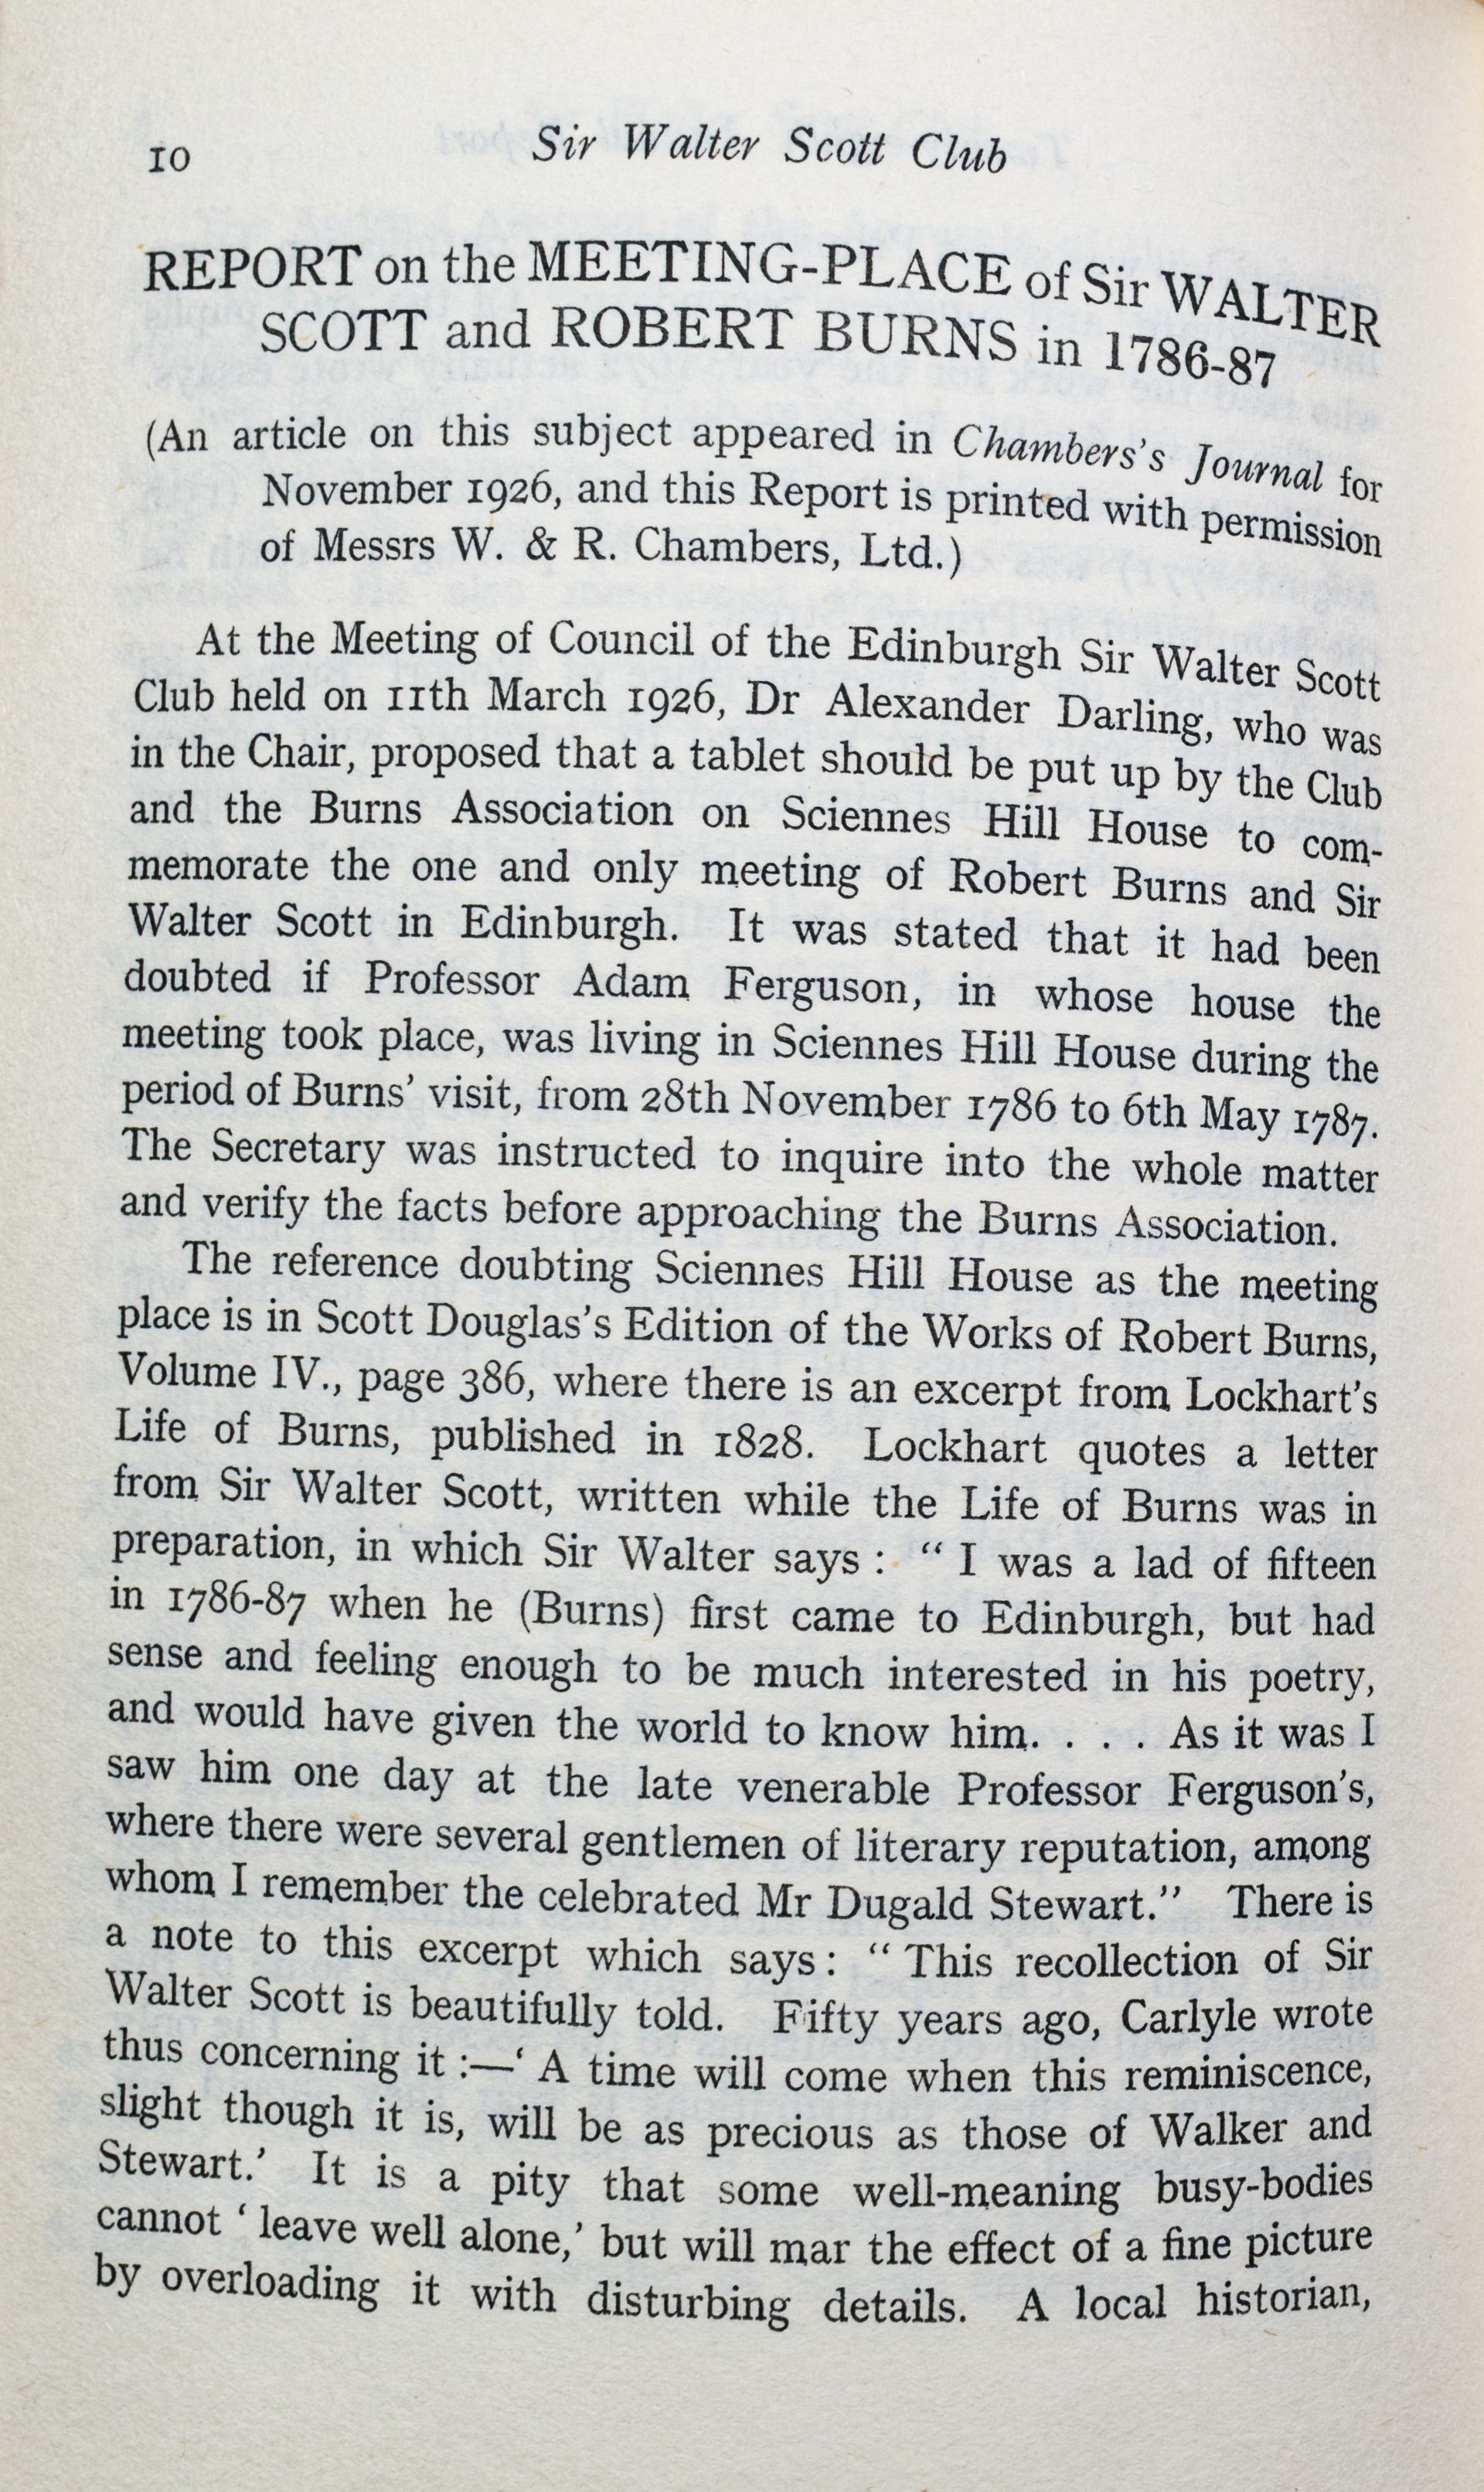 10
Sir Walter Scott Club
REPORT on the MEETING-PLACE of Sir WALTER
SCOTT and ROBERT BURNS in 1786-87
(An article on this subject appeared in Chambers's Journal for
November 1926, and this Report is printed with permission
of Messrs W. & R. Chambers, Ltd.)
At the Meeting of Council of the Edinburgh Sir Walter Scott
Club held on 11th March 1926, Dr Alexander Darling, who was
in the Chair, proposed that a tablet should be put up by the Club
and the Burns Association on Sciennes Hill House to com-
memorate the one and only meeting of Robert Burns and Sir
Walter Scott in Edinburgh. It was stated that it had been
doubted if Professor Adam Ferguson, in whose house the
meeting took place, was living in Sciennes Hill House during the
period of Burns' visit, from 28th November 1786 to 6th May 1787.
The Secretary was instructed to inquire into the whole matter
and verify the facts before approaching the Burns Association.
The reference doubting Sciennes Hill House as the meeting
place is in Scott Douglas's Edition of the Works of Robert Burns,
Volume IV., page 386, where there is an excerpt from Lockhart's
Life of Burns, published in 1828. Lockhart quotes a letter
from Sir Walter Scott, written while the Life of Burns was in
preparation, in which Sir Walter says : “ I was a lad of fifteen
in 1786-87 when he (Burns) first came to Edinburgh, but had
sense and feeling enough to be much interested in his poetry,
and would have given the world to know him. . . . As it was I
saw him one day at the late venerable Professor Ferguson's,
where there were several gentlemen of literary reputation, among
whom I remember the celebrated Mr Dugald Stewart.” There is
a note to this excerpt which says : “ This recollection of Sir
Walter Scott is beautifully told. Fifty years ago, Carlyle wrote
thus concerning it :—‘ A time will come when this reminiscence,
slight though it is, will be as precious as those of Walker and
Stewart.’ It is a pity that some well-meaning busy-bodies
cannot ‘ leave well alone,’ but will mar the effect of a fine picture
by overloading it with disturbing details. A local historian,